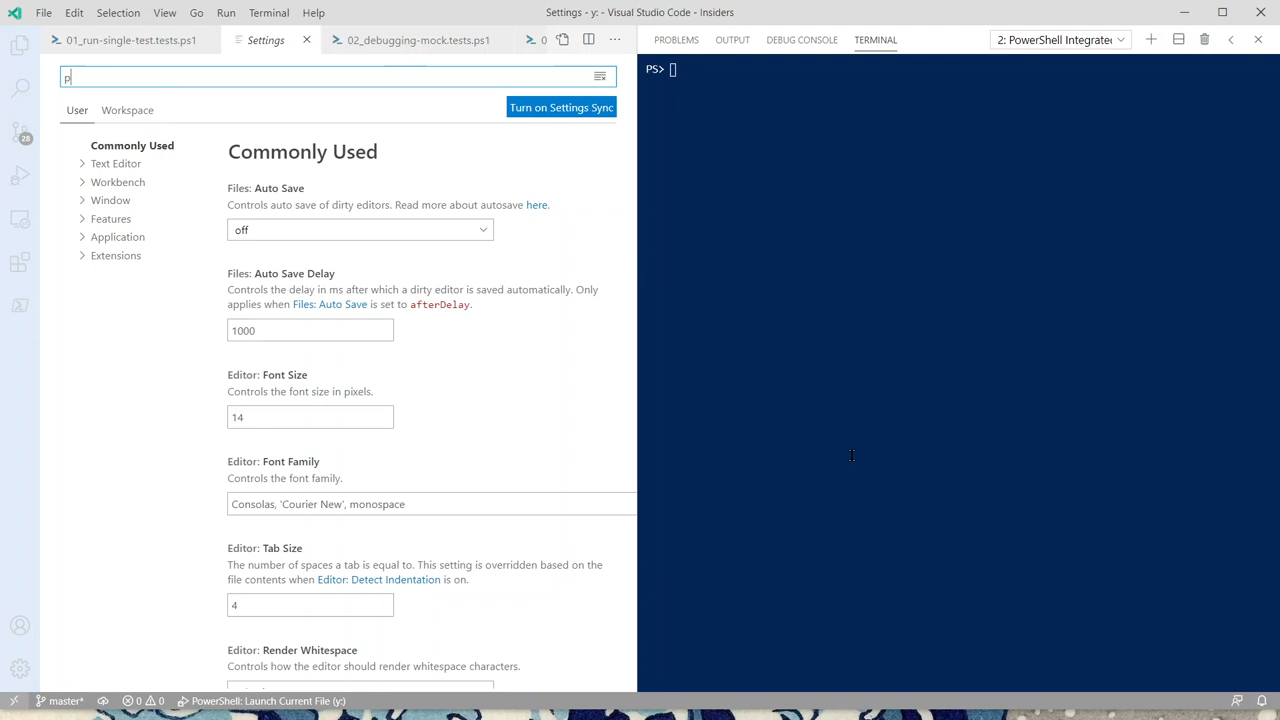 File Edit Selection View Go Run Terminal Help
Settings - y: - Visual Studio Code - Insiders
01_run-single-test.tests.ps1
Settings
02_debugging-mock.tests.ps1
0
PROBLEMS
OUTPUT
DEBUG CONSOLE
TERMINAL
2: PowerShell Integrated
p
PS>
User
Workspace
Turn on Settings Sync
28
Commonly Used
Text Editor
Workbench
Window
Features
Application
Extensions
Commonly Used
Files: Auto Save
Controls auto save of dirty editors. Read more about autosave here.
off
Files: Auto Save Delay
Controls the delay in ms after which a dirty editor is saved automatically. Only
applies when Files: Auto Save is set to afterDelay.
1000
Editor: Font Size
Controls the font size in pixels.
14
Editor: Font Family
Controls the font family.
Consolas, 'Courier New', monospace
Editor: Tab Size
The number of spaces a tab is equal to. This setting is overridden based on the
file contents when Editor: Detect Indentation is on.
4
Editor: Render Whitespace
Controls how the editor should render whitespace characters.
master*
0
0
PowerShell: Launch Current File (y:)